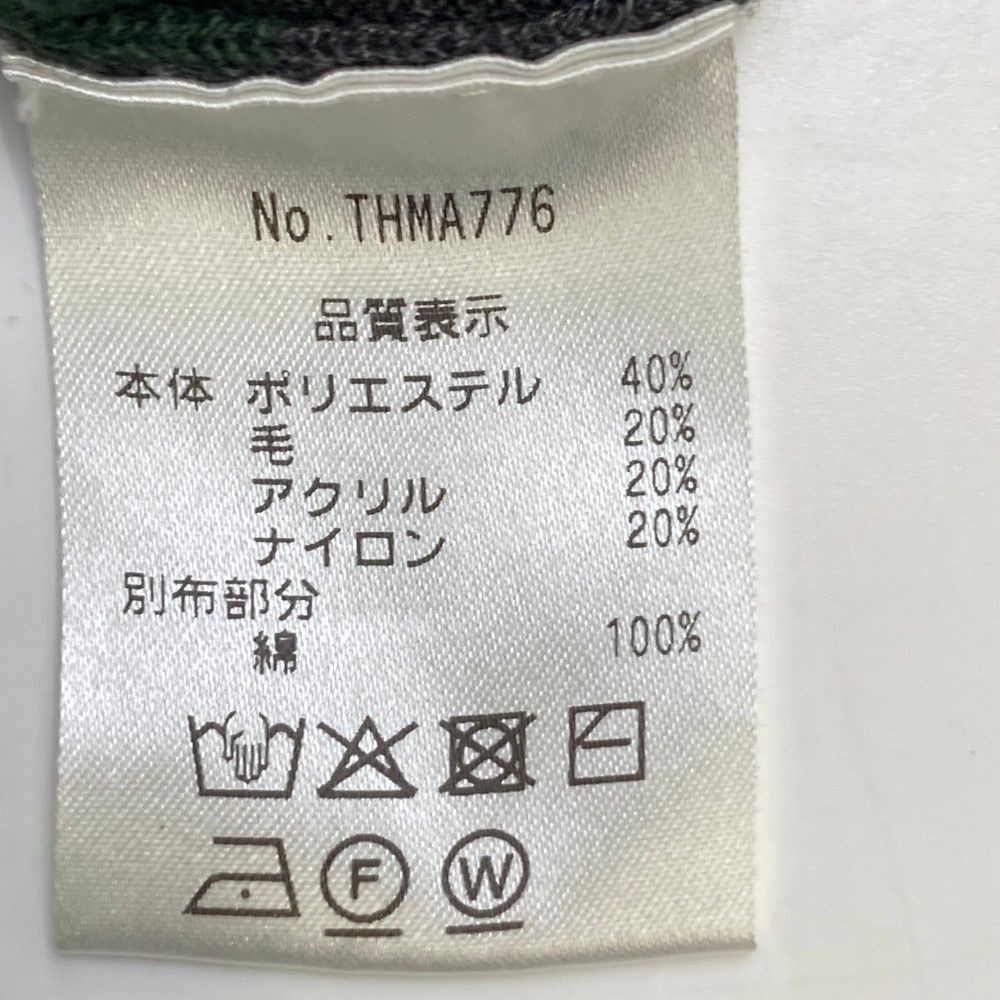 No.THMA776
品質表示
本体 ポリエステル 40%
毛 20%
アクリル 20%
ナイロン 20%
別布部分
綿 100%
F W